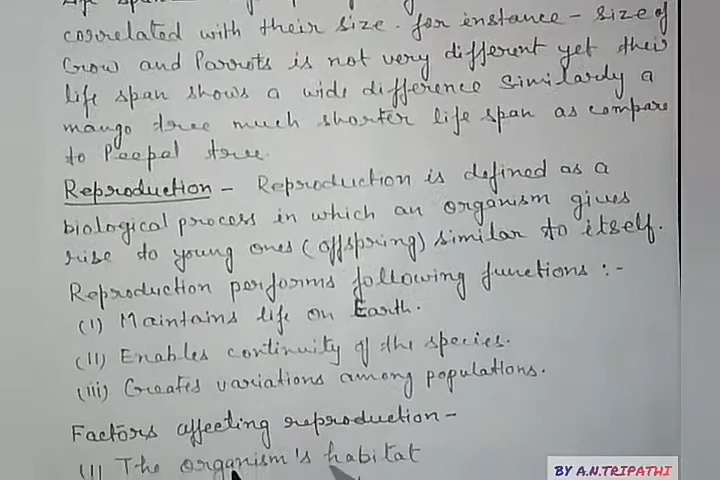 correlated with their size. for instance - size of
Crow and Parrots is not very different yet their
life span shows a wide difference Similarly a
mango tree much shorter life span as compare
to Peepal tree.
Reproduction - Reproduction is defined as a
biological process in which an organism gives
rise to young ones (offspring) similar to itself.
Reproduction performs following functions :-
(I) Maintains life on Earth.
(II) Enables continuity of the species.
(iii) Creates variations among populations.
Factors affecting reproduction -
(I) The organism's habitat
BY A.N.TRIPATHI